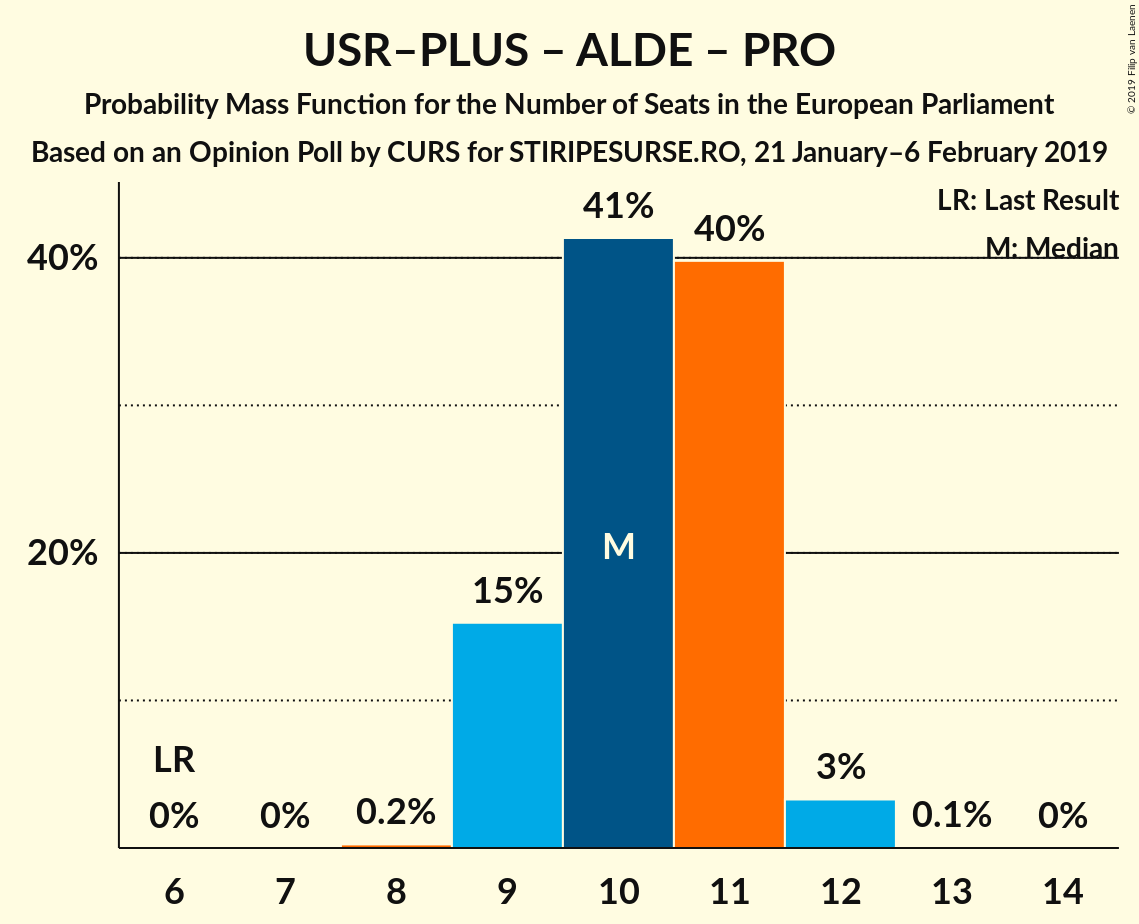 © 2019 Filip van Laenen
USR–PLUS – ALDE – PRO
Probability Mass Function for the Number of Seats in the European Parliament
Based on an Opinion Poll by CURS for STIRIPESURSE.RO, 21 January–6 February 2019
LR: Last Result
M: Median
41%
40%
40%
M
20%
15%
LR
0%
0%
0.2%
3%
0.1%
0%
6 7 8 9 10 11 12 13 14